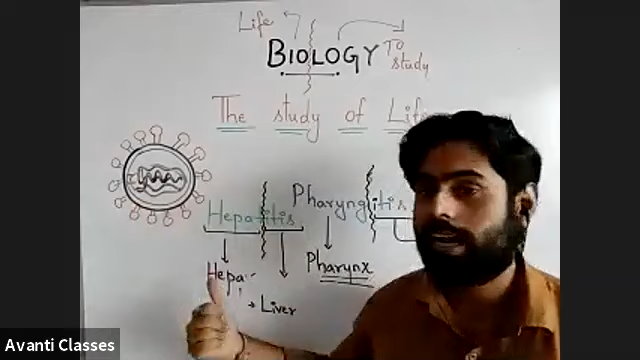 Life
BIOLOGY
To
study
The study of Life
Hepatitis
Pharyngitis
Hepa
Pharynx
→ Liver
Avanti Classes